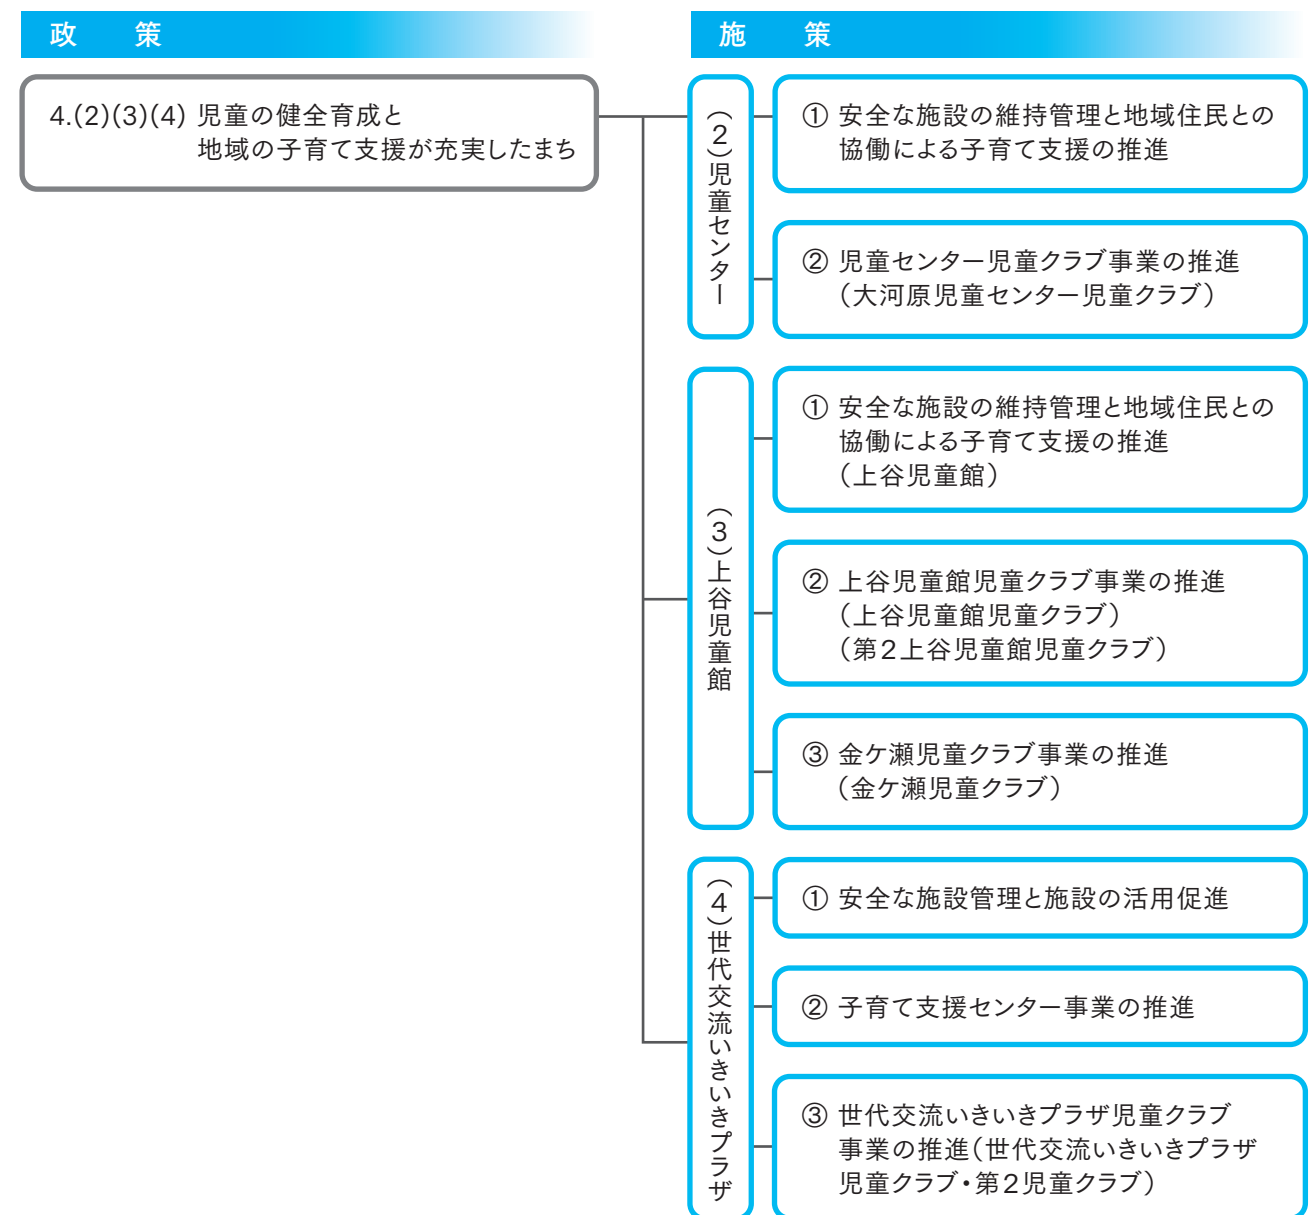 政　策
施　策
4.(2)(3)(4) 児童の健全育成と
地域の子育て支援が充実したまち
（2）児童センター
① 安全な施設の維持管理と地域住民との
協働による子育て支援の推進
② 児童センター児童クラブ事業の推進
（大河原児童センター児童クラブ）
（3）上谷児童館
① 安全な施設の維持管理と地域住民との
協働による子育て支援の推進
（上谷児童館）
② 上谷児童館児童クラブ事業の推進
（上谷児童館児童クラブ）
（第2上谷児童館児童クラブ）
③ 金ケ瀬児童クラブ事業の推進
（金ケ瀬児童クラブ）
（4）世代交流いきいきプラザ
① 安全な施設管理と施設の活用促進
② 子育て支援センター事業の推進
③ 世代交流いきいきプラザ児童クラブ
事業の推進（世代交流いきいきプラザ
児童クラブ・第2児童クラブ）